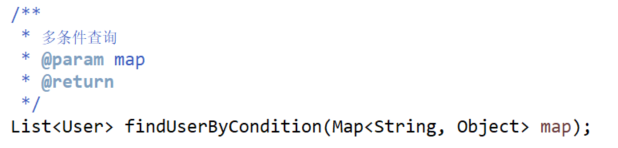 /**
 * 多条件查询
 * @param map
 * @return
 */
List<User> findUserByCondition(Map<String, Object> map);